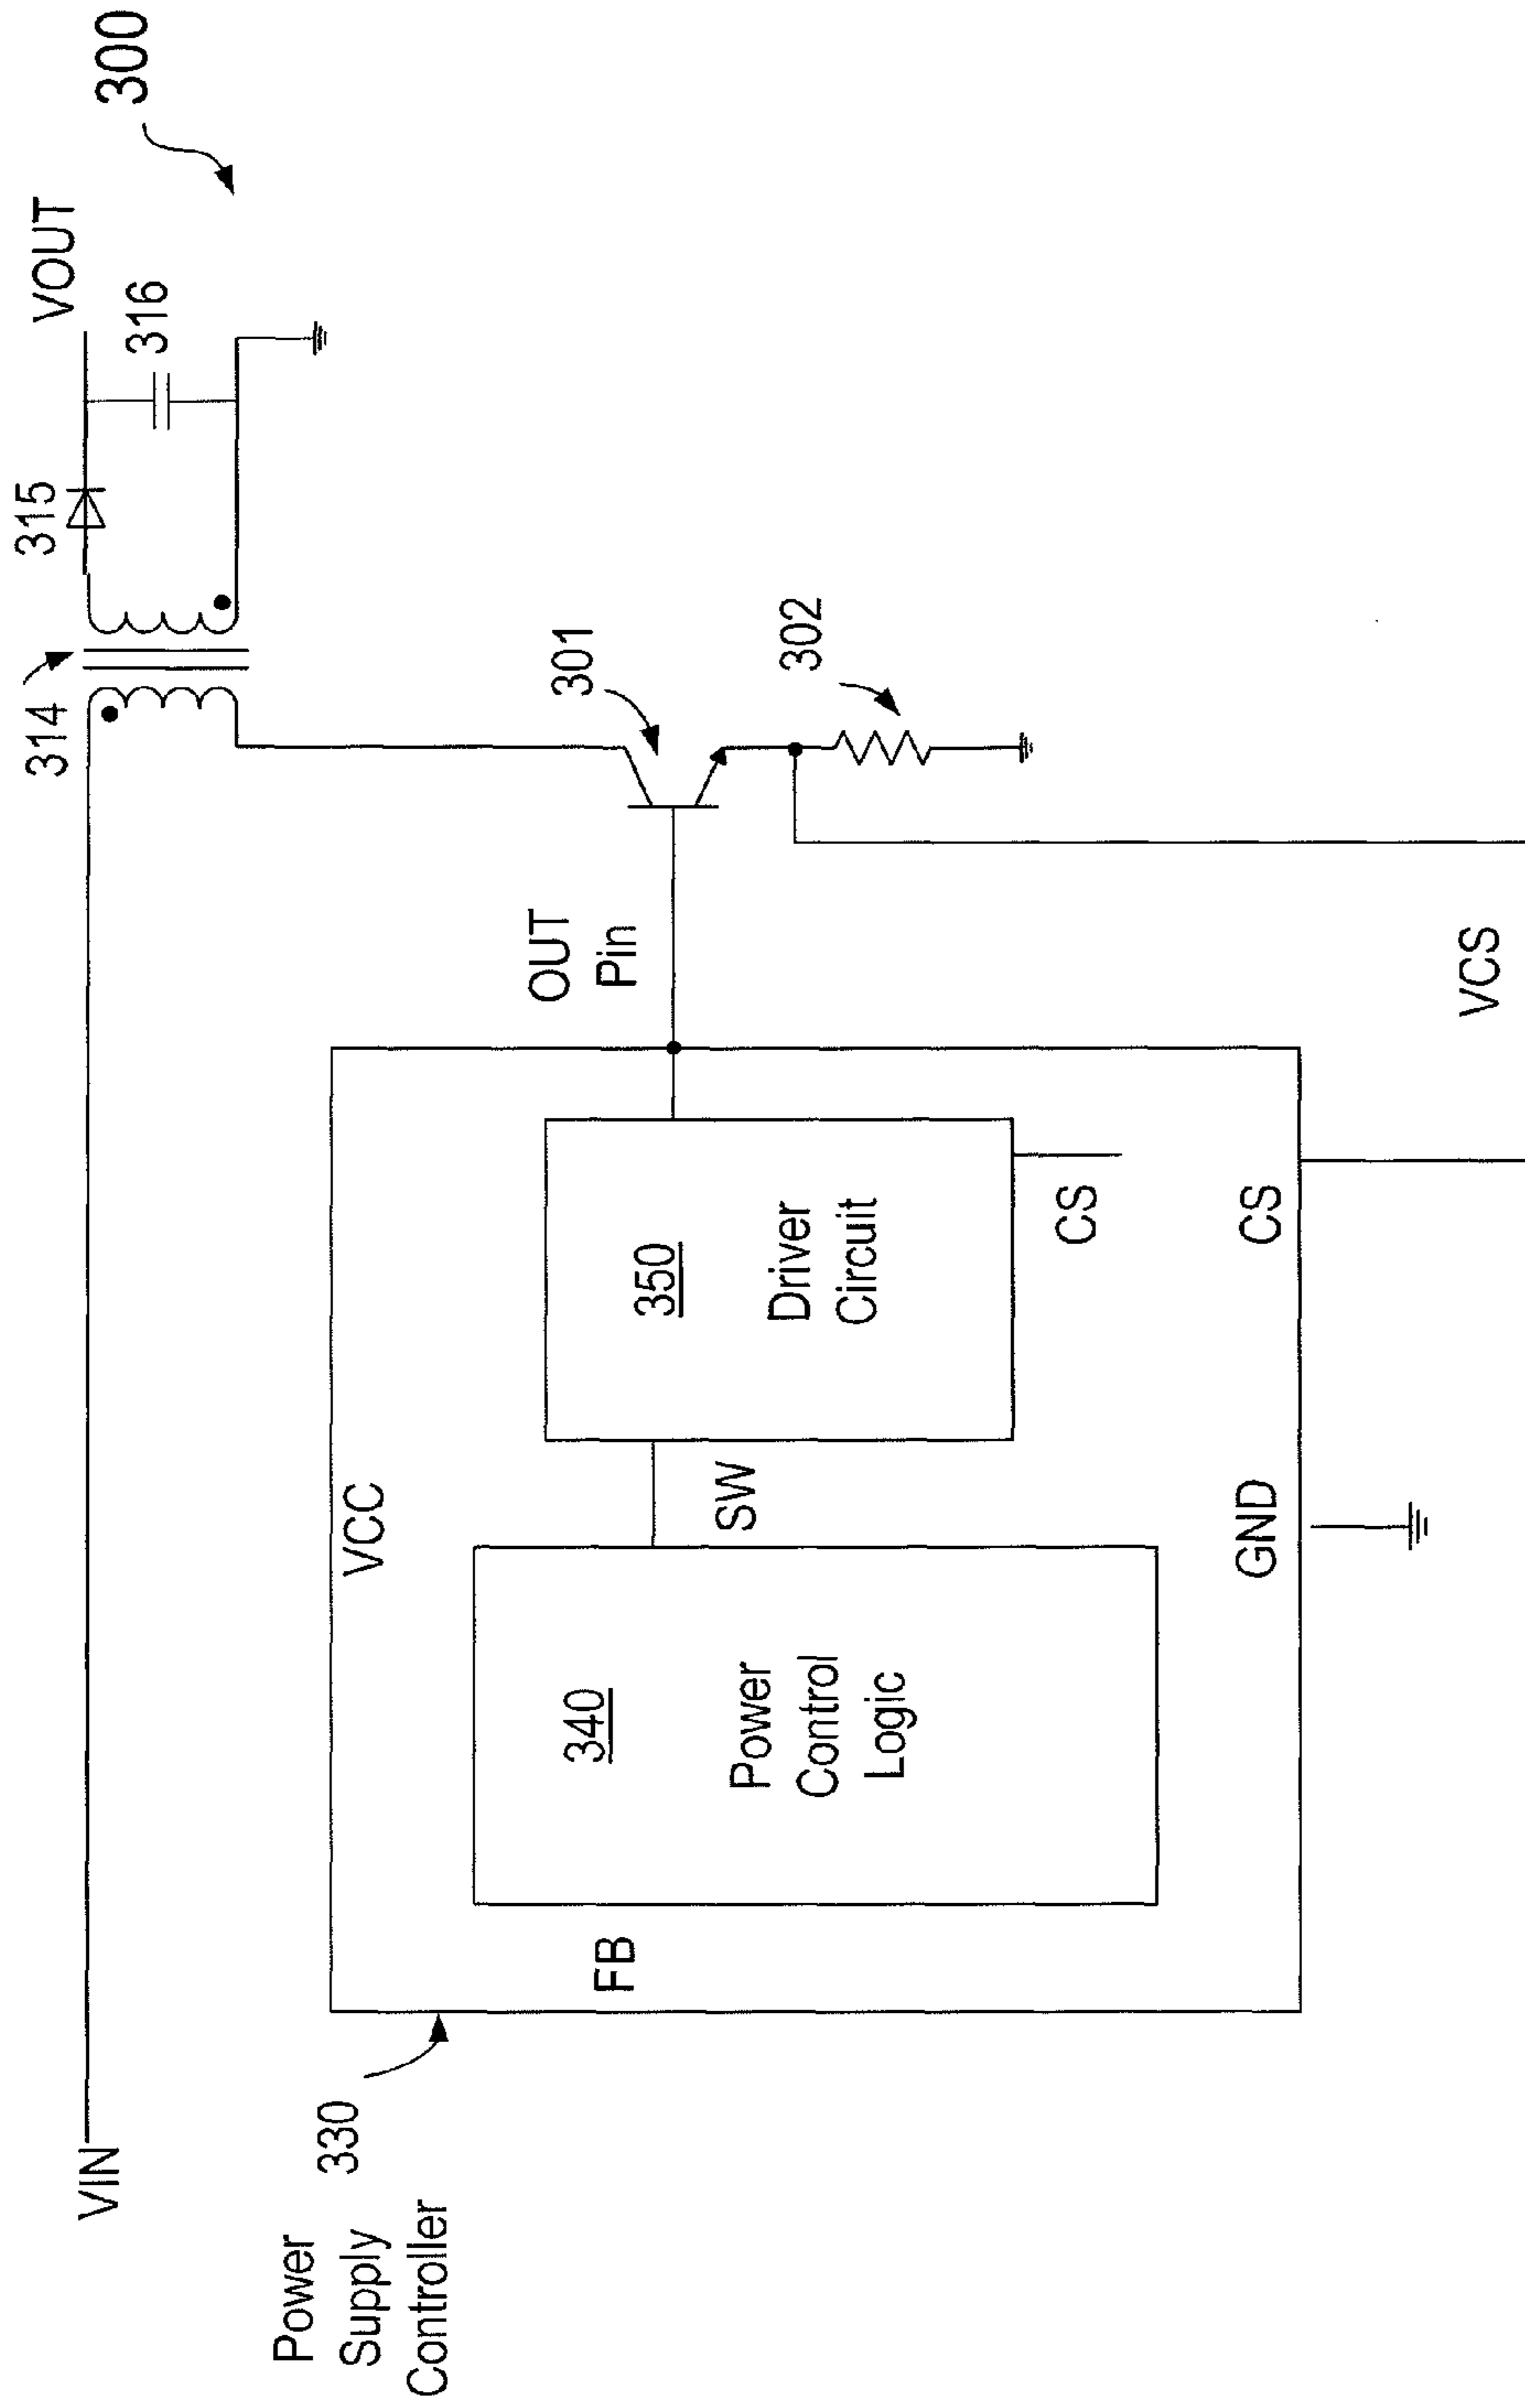 300
VOUT
316
315
314
301
302
VIN
OUT
Pin
VCC
350
Driver
Circuit
CS
CS
VCS
SW
340
Power
Control
Logic
GND
FB
330
Power
Supply
Controller